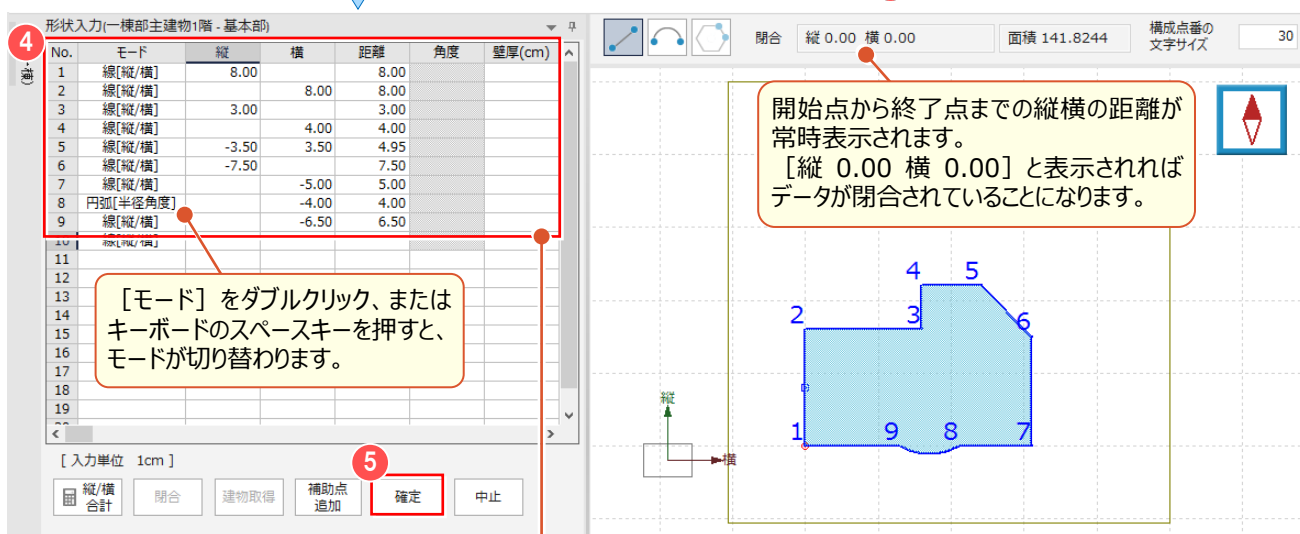 形状入力(一棟部主建物1階 - 基本部)
4
No. モード 縦 横 距離 角度 壁厚(cm)
1 線[縦/横] 8.00 8.00
2 線[縦/横] 8.00 8.00
3 線[縦/横] 3.00 3.00
4 線[縦/横] 4.00 4.00
5 線[縦/横] -3.50 3.50 4.95
6 線[縦/横] -7.50 7.50
7 線[縦/横] -5.00 5.00
8 円弧[半径角度] -4.00 4.00
9 線[縦/横] -6.50 6.50
10 線[縦/横]
11
12
13
14
15
16
17
18
19
[モード]をダブルクリック、または
キーボードのスペースキーを押すと、
モードが切り替わります。
[ 入力単位 1cm ]
5
縦/横
合計
閉合
建物取得
補助点
追加
確定
中止
閉合 縦 0.00 横 0.00 面積 141.8244
構成点番の
文字サイズ
30
開始点から終了点までの縦横の距離が
常時表示されます。
[縦 0.00 横 0.00]と表示されれば
データが閉合されていることになります。
4 5
2 3 6
縦
1 9 8 7
横